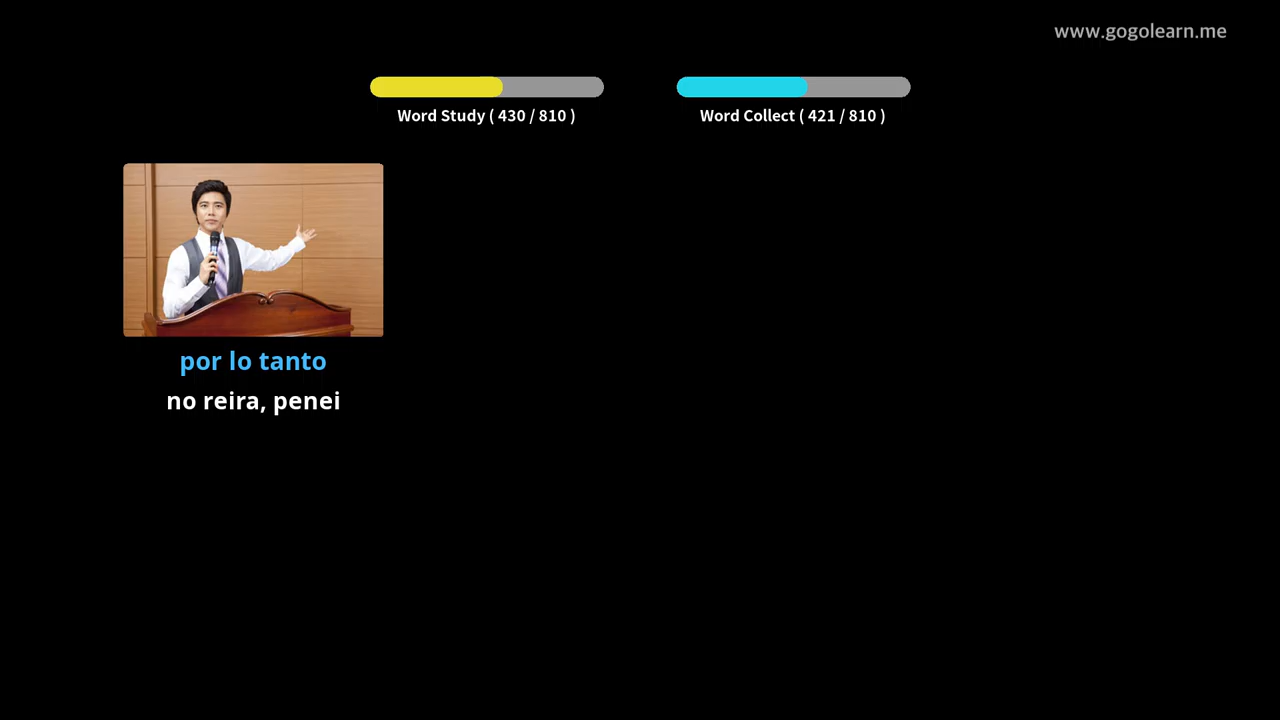 www.gogolearn.me
Word Study ( 430 / 810 )
Word Collect ( 421 / 810 )
por lo tanto
no reira, penei